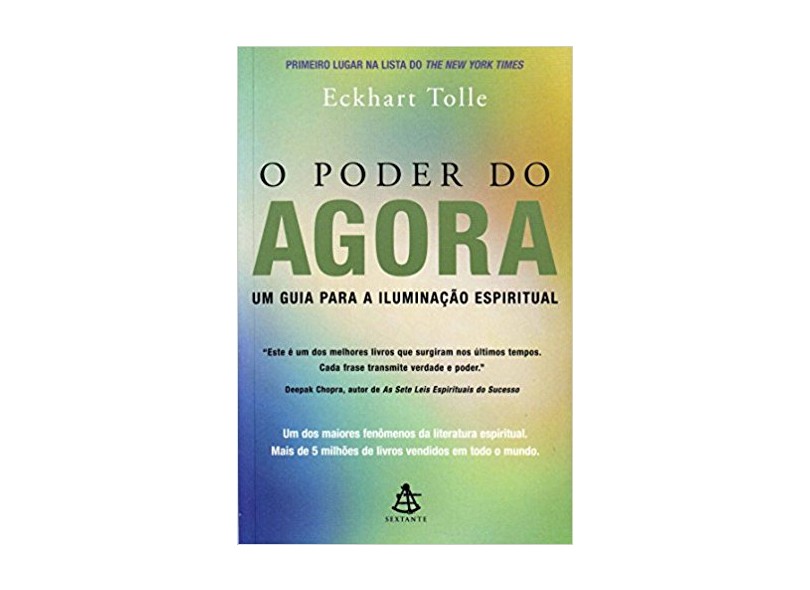 PRIMEIRO LUGAR NA LISTA DO THE NEW YORK TIMES
Eckhart Tolle
O PODER DO
AGORA
UM GUIA PARA A ILUMINAÇÃO ESPIRITUAL
“Este é um dos melhores livros que surgiram nos últimos tempos.
Cada frase transmite verdade e poder.”
Deepak Chopra, autor de As Sete Leis Espirituais do Sucesso
Um dos maiores fenômenos da literatura espiritual.
Mais de 5 milhões de livros vendidos em todo o mundo.
SEXTANTE